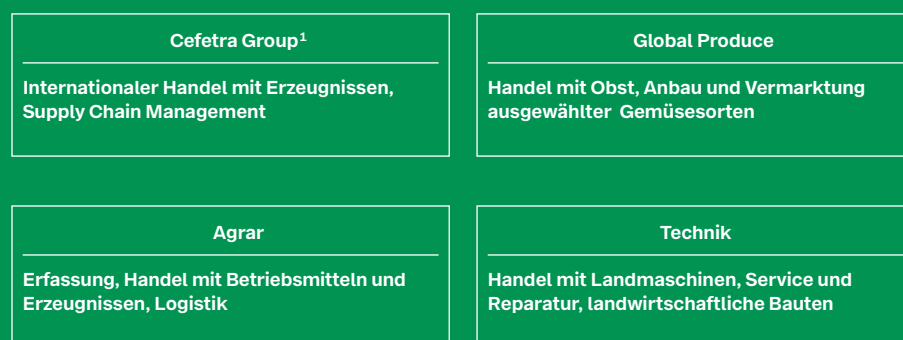 Cefetra Group¹
Internationaler Handel mit Erzeugnissen,
Supply Chain Management
Global Produce
Handel mit Obst, Anbau und Vermarktung
ausgewählter Gemüsesorten
Agrar
Erfassung, Handel mit Betriebsmitteln und
Erzeugnissen, Logistik
Technik
Handel mit Landmaschinen, Service und
Reparatur, landwirtschaftliche Bauten